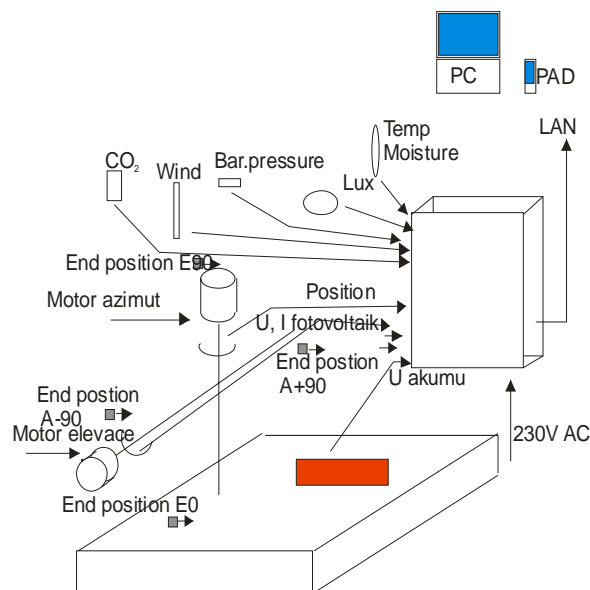 PC
PAD
LAN
Temp
Moisture
Bar.pressure
CO2
Wind
Lux
End position E90
Position
Motor azimut
U, I fotovoltaik
End postion
A+90
U akumu
End postion
A-90
Motor elevace
230V AC
End position E0